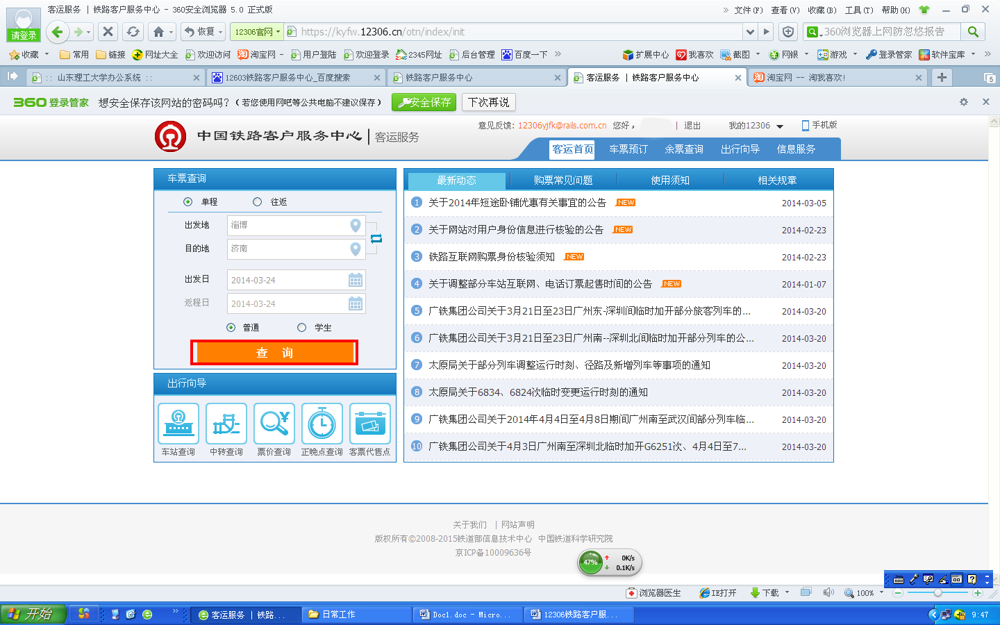 客运服务 | 铁路客户服务中心 - 360安全浏览器 5.0 正式版
» 文件(F) 查看(V) 收藏(B) 工具(T) 帮助(H)
请登录
恢复
12306官网
https://kyfw.12306.cn/otn/index/init
360浏览器上网防忽悠报告
收藏 常用 链接 网址大全 欢迎访问 淘宝网 - 用户登陆 欢迎登录 2345网址 后台管理 百度一下 » 扩展中心 我喜欢 截图 网银 游戏 登录管家 软件宝库 »
:: 山东理工大学办公系统 ::
12603铁路客户服务中心_百度搜索
铁路客户服务中心
客运服务 | 铁路客户服务中心
淘宝网 -- 淘我喜欢!
5
360 登录管家 想安全保存该网站的密码吗? (若您使用网吧等公共电脑不建议保存) 安全保存 下次再说
中国铁路客户服务中心 | 客运服务
意见反馈: 12306yjfk@rails.com.cn 您好, | 退出 我的12306 手机版
客运首页 车票预订 余票查询 出行向导 信息服务
车票查询
单程 往返
出发地 淄博
目的地 济南
出发日 2014-03-24
返程日 2014-03-24
普通 学生
查 询
出行向导
车站查询 中转查询 票价查询 正晚点查询 客票代售点
最新动态 购票常见问题 使用须知 相关规章
1 关于2014年短途卧铺优惠有关事宜的公告 NEW 2014-03-05
2 关于网站对用户身份信息进行核验的公告 NEW 2014-02-23
3 铁路互联网购票身份核验须知 NEW 2014-02-23
4 关于调整部分车站互联网、电话订票起售时间的公告 NEW 2014-01-07
5 广铁集团公司关于3月21日至23日广州东-深圳间临时加开部分旅客列车的... 2014-03-20
6 广铁集团公司关于3月21日至23日广州南--深圳北间临时加开部分列车的公... 2014-03-20
7 太原局关于部分列车调整运行时刻、径路及新增列车等事项的通知 2014-03-20
8 太原局关于6834、6824次临时变更运行时刻的通知 2014-03-20
9 广铁集团公司关于2014年4月4日至4月8日期间广州南至武汉间部分列车临... 2014-03-20
10 广铁集团公司关于4月3日广州南至深圳北临时加开G6251次、4月4日至7... 2014-03-20
关于我们 | 网站声明
版权所有©2008-2015铁道部信息技术中心 中国铁道科学研究院
京ICP备10009636号
47% 0K/s
0.1K/s
浏览器医生 IE打开 下载 100%
开始 » 客运服务 | 铁路... 日常工作 Doc1.doc - Micro... 12306铁路客户服... 9:47